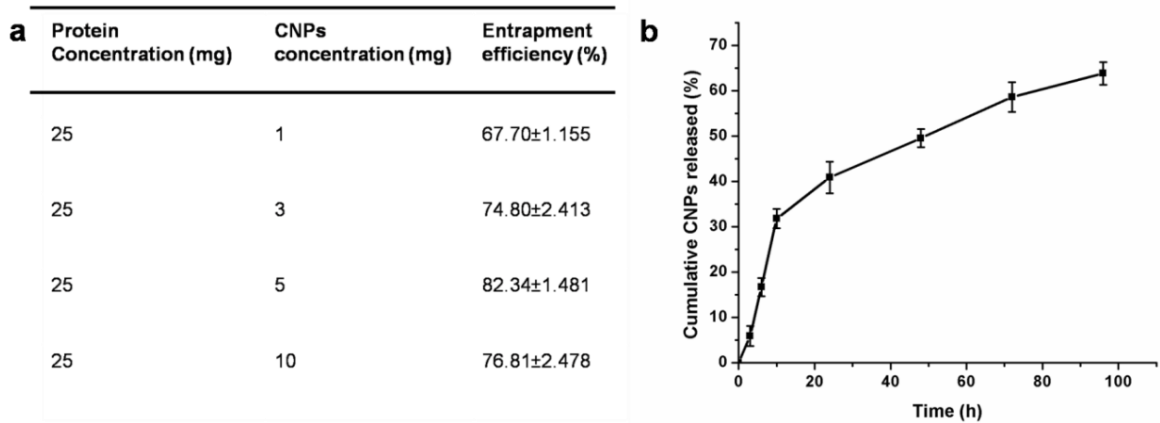 a
Protein Concentration (mg)
CNPs concentration (mg)
Entrapment efficiency (%)
25 1 67.70±1.155
25 3 74.80±2.413
25 5 82.34±1.481
25 10 76.81±2.478
b
Cumulative CNPs released (%)
70
60
50
40
30
20
10
0
0 20 40 60 80 100
Time (h)